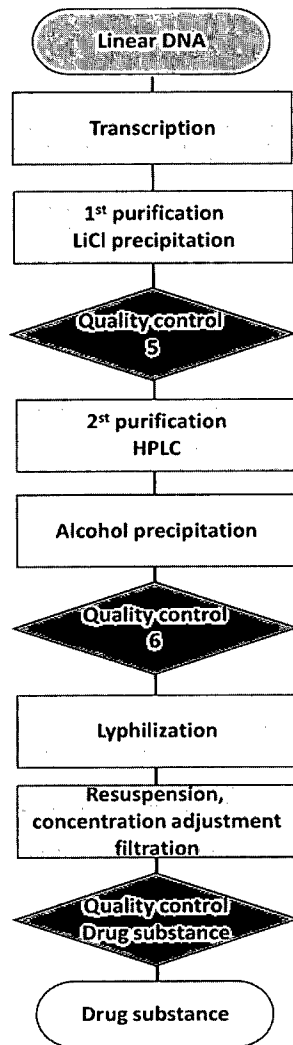 Linear DNA
Transcription
1st purification
LiCl precipitation
Quality control
5
2st purification
HPLC
Alcohol precipitation
Quality control
6
Lyphilization
Resuspension,
concentration adjustment
filtration
Quality control
Drug substance
Drug substance